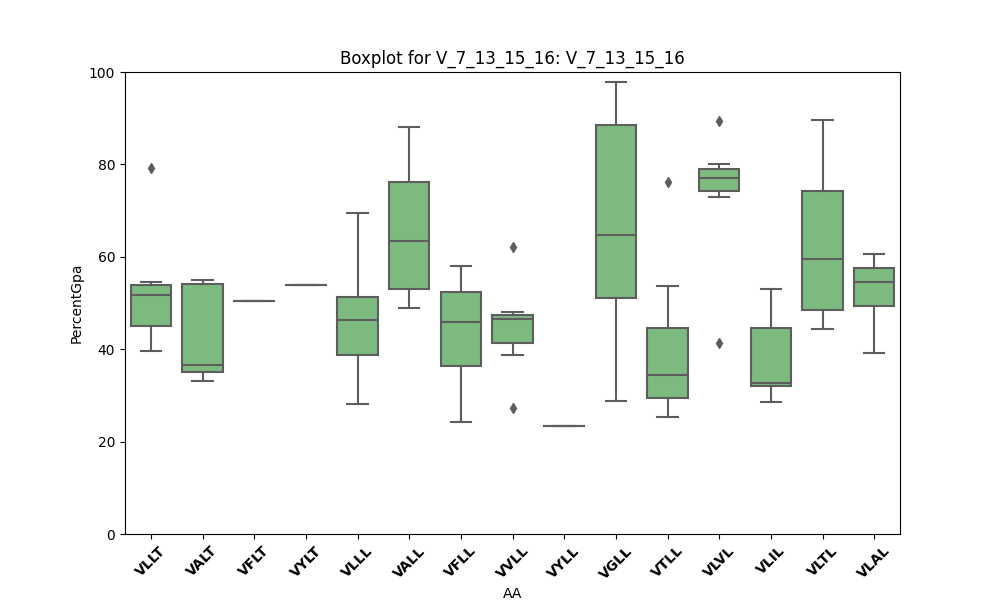 Boxplot for V_7_13_15_16: V_7_13_15_16
PercentGpa
100
80
60
40
20
0
VLLT VALT VFLT VYLT VLLL VALL VFLL VVLL VYLL VGLL VTLL VLVL VLIL VLTL VLAL
AA